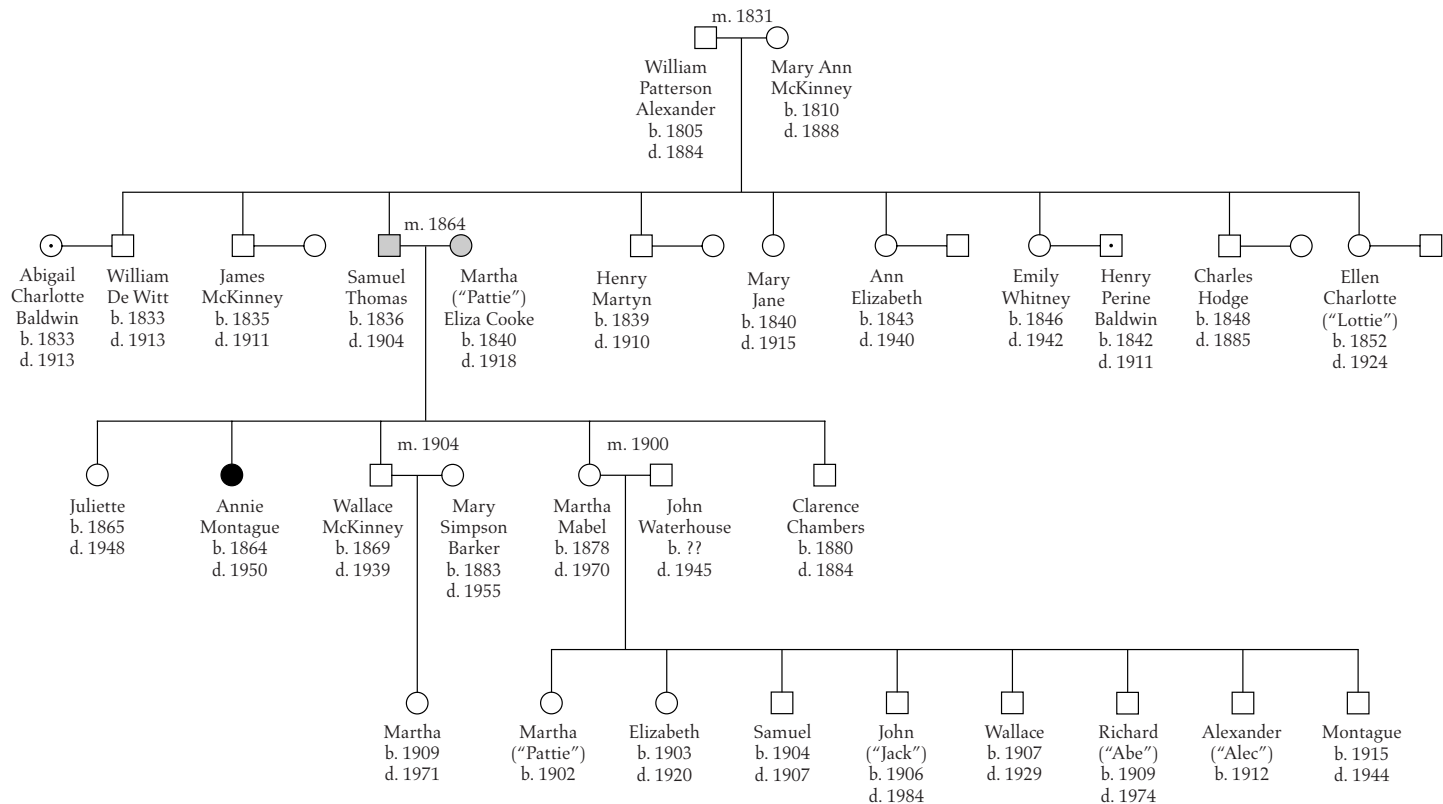 m. 1831
William
Patterson
Alexander
b. 1805
d. 1884
Mary Ann
McKinney
b. 1810
d. 1888
Abigail
Charlotte
Baldwin
b. 1833
d. 1913
William
De Witt
b. 1833
d. 1913
James
McKinney
b. 1835
d. 1911
m. 1864
Samuel
Thomas
b. 1836
d. 1904
Martha
(“Pattie”)
Eliza Cooke
b. 1840
d. 1918
Henry
Martyn
b. 1839
d. 1910
Mary
Jane
b. 1840
d. 1915
Ann
Elizabeth
b. 1843
d. 1940
Emily
Whitney
b. 1846
d. 1942
Henry
Perine
Baldwin
b. 1842
d. 1911
Charles
Hodge
b. 1848
d. 1885
Ellen
Charlotte
(“Lottie”)
b. 1852
d. 1924
Juliette
b. 1865
d. 1948
Annie
Montague
b. 1864
d. 1950
m. 1904
Wallace
McKinney
b. 1869
d. 1939
Mary
Simpson
Barker
b. 1883
d. 1955
m. 1900
Martha
Mabel
b. 1878
d. 1970
John
Waterhouse
b. ??
d. 1945
Clarence
Chambers
b. 1880
d. 1884
Martha
b. 1909
d. 1971
Martha
(“Pattie”)
b. 1902
Elizabeth
b. 1903
d. 1920
Samuel
b. 1904
d. 1907
John
(“Jack”)
b. 1906
d. 1984
Wallace
b. 1907
d. 1929
Richard
(“Abe”)
b. 1909
d. 1974
Alexander
(“Alec”)
b. 1912
Montague
b. 1915
d. 1944